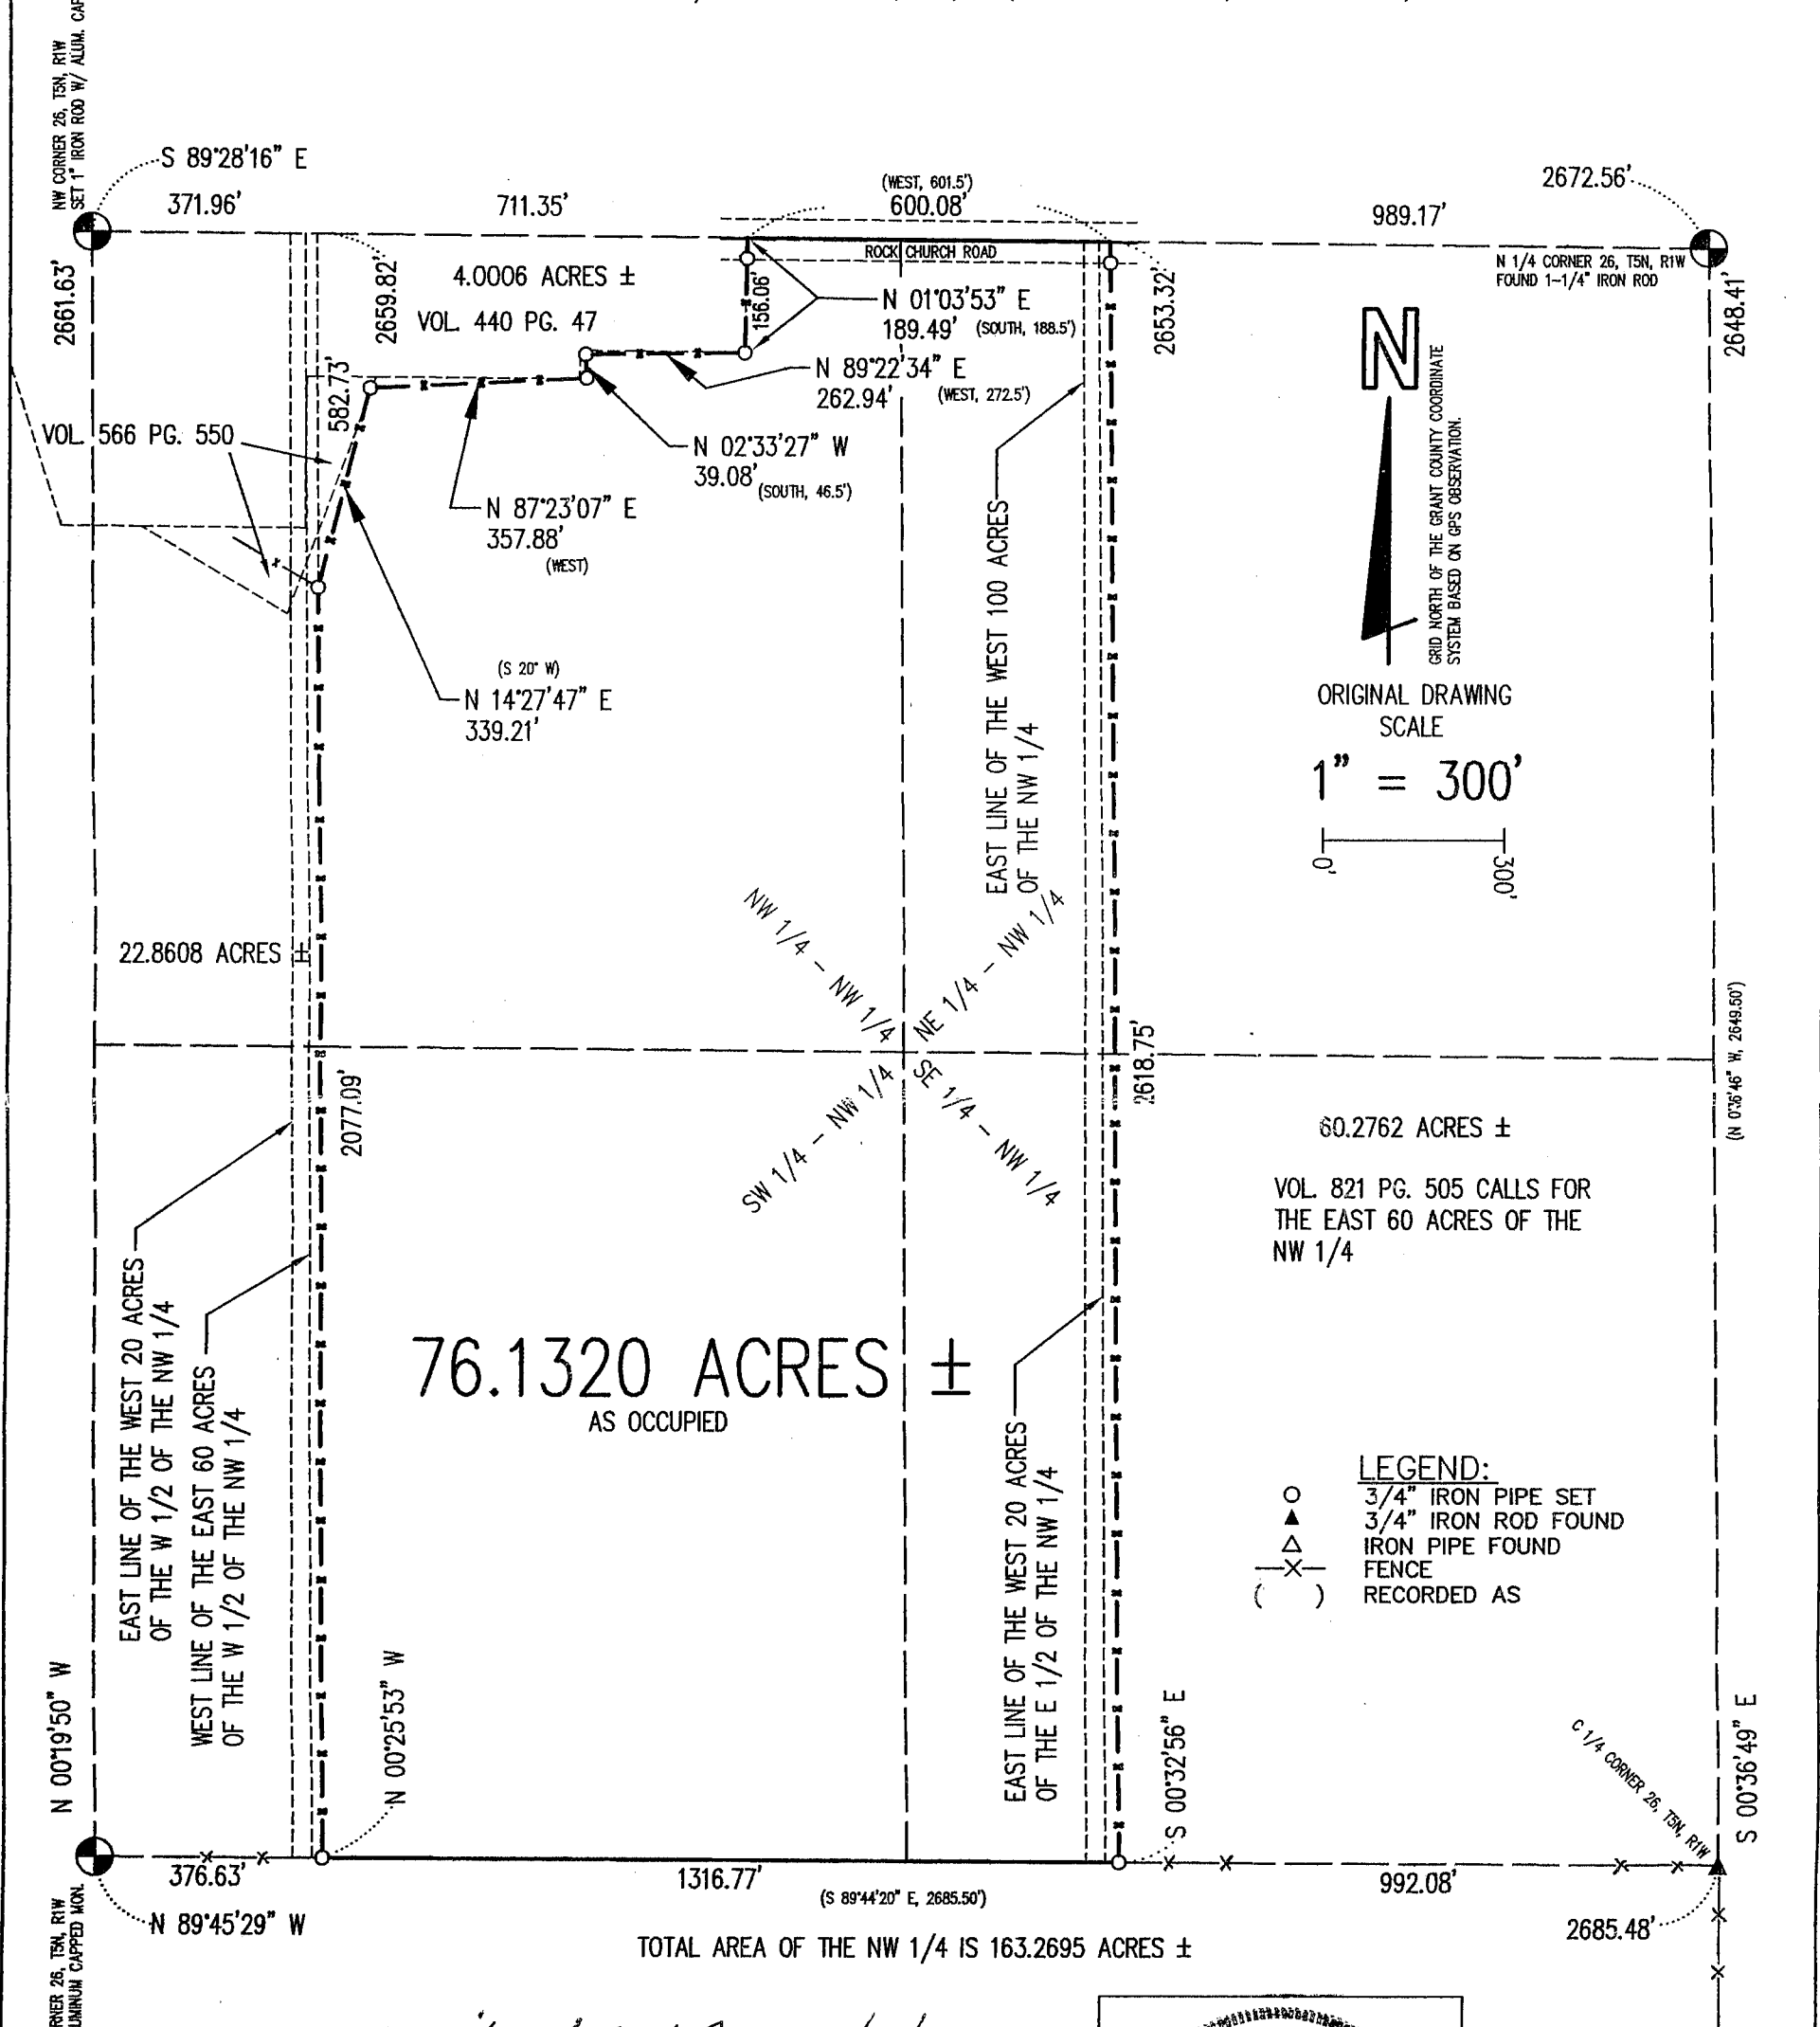 NW CORNER 26, T5N, R1W
SET 1" IRON ROD W/ ALUM. CAP
S 89°28'16" E
371.96'
711.35'
(WEST, 601.5')
600.08'
989.17'
2672.56'
ROCK CHURCH ROAD
N 1/4 CORNER 26, T5N, R1W
FOUND 1-1/4" IRON ROD
2661.63'
2659.82'
4.0006 ACRES ±
VOL. 440 PG. 47
156.06'
N 01°03'53" E
189.49' (SOUTH, 188.5')
2653.32'
2648.41'
N
GRID NORTH OF THE GRANT COUNTY COORDINATE
SYSTEM BASED ON GPS OBSERVATION.
582.73'
N 89°22'34" E
262.94' (WEST, 272.5')
VOL. 566 PG. 550
N 02°33'27" W
39.08' (SOUTH, 46.5')
N 87°23'07" E
357.88'
(WEST)
(S 20° W)
N 14°27'47" E
339.21'
EAST LINE OF THE WEST 100 ACRES
OF THE NW 1/4
ORIGINAL DRAWING
SCALE
1" = 300'
0'
300'
22.8608 ACRES ±
NW 1/4 - NW 1/4
NE 1/4 - NW 1/4
SW 1/4 - NW 1/4
SE 1/4 - NW 1/4
2077.09'
2618.75'
(N 0°36'46" W, 2649.50')
60.2762 ACRES ±
VOL. 821 PG. 505 CALLS FOR
THE EAST 60 ACRES OF THE
NW 1/4
EAST LINE OF THE WEST 20 ACRES
OF THE W 1/2 OF THE NW 1/4
WEST LINE OF THE EAST 60 ACRES
OF THE W 1/2 OF THE NW 1/4
76.1320 ACRES ±
AS OCCUPIED
EAST LINE OF THE WEST 20 ACRES
OF THE E 1/2 OF THE NW 1/4
LEGEND:
3/4" IRON PIPE SET
3/4" IRON ROD FOUND
IRON PIPE FOUND
FENCE
( ) RECORDED AS
N 00°19'50" W
N 00°25'53" W
S 00°32'56" E
C 1/4 CORNER 26, T5N, R1W
S 00°36'49" E
376.63'
1316.77'
(S 89°44'20" E, 2685.50')
992.08'
N 89°45'29" W
2685.48'
RNER 26, T5N, R1W
UMINUM CAPPED MON.
TOTAL AREA OF THE NW 1/4 IS 163.2695 ACRES ±